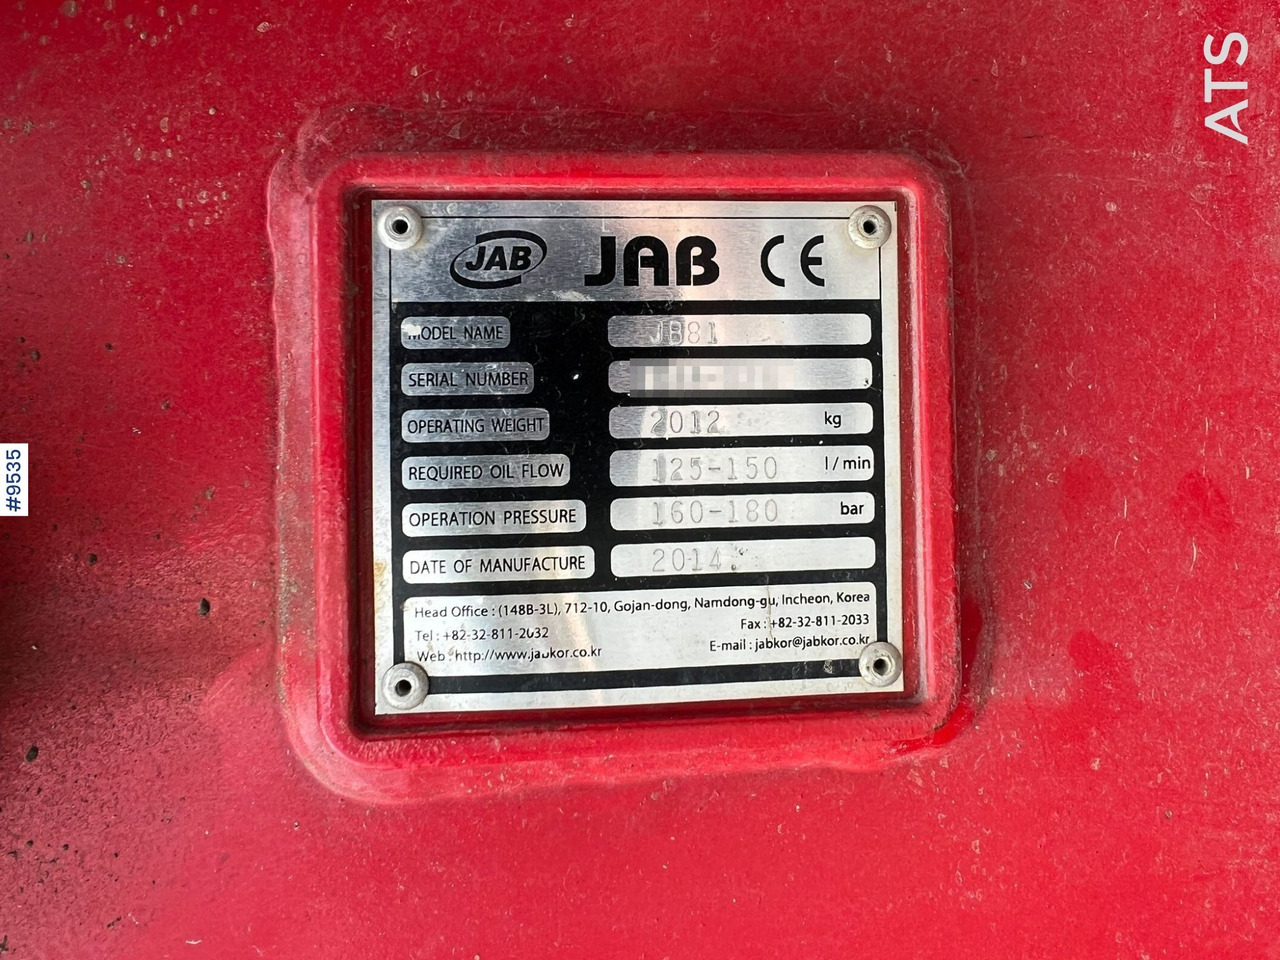 ATS
JAB JAB CE
MODEL NAME JB81
SERIAL NUMBER
OPERATING WEIGHT 2012 kg
REQUIRED OIL FLOW 125-150 l/min
OPERATION PRESSURE 160-180 bar
DATE OF MANUFACTURE 2014.
Head Office : (148B-3L), 712-10, Gojan-dong, Namdong-gu, Incheon, Korea
Tel : +82-32-811-2032 Fax : +82-32-811-2033
Web : http://www.jabkor.co.kr E-mail : jabkor@jabkor.co.kr
#9535